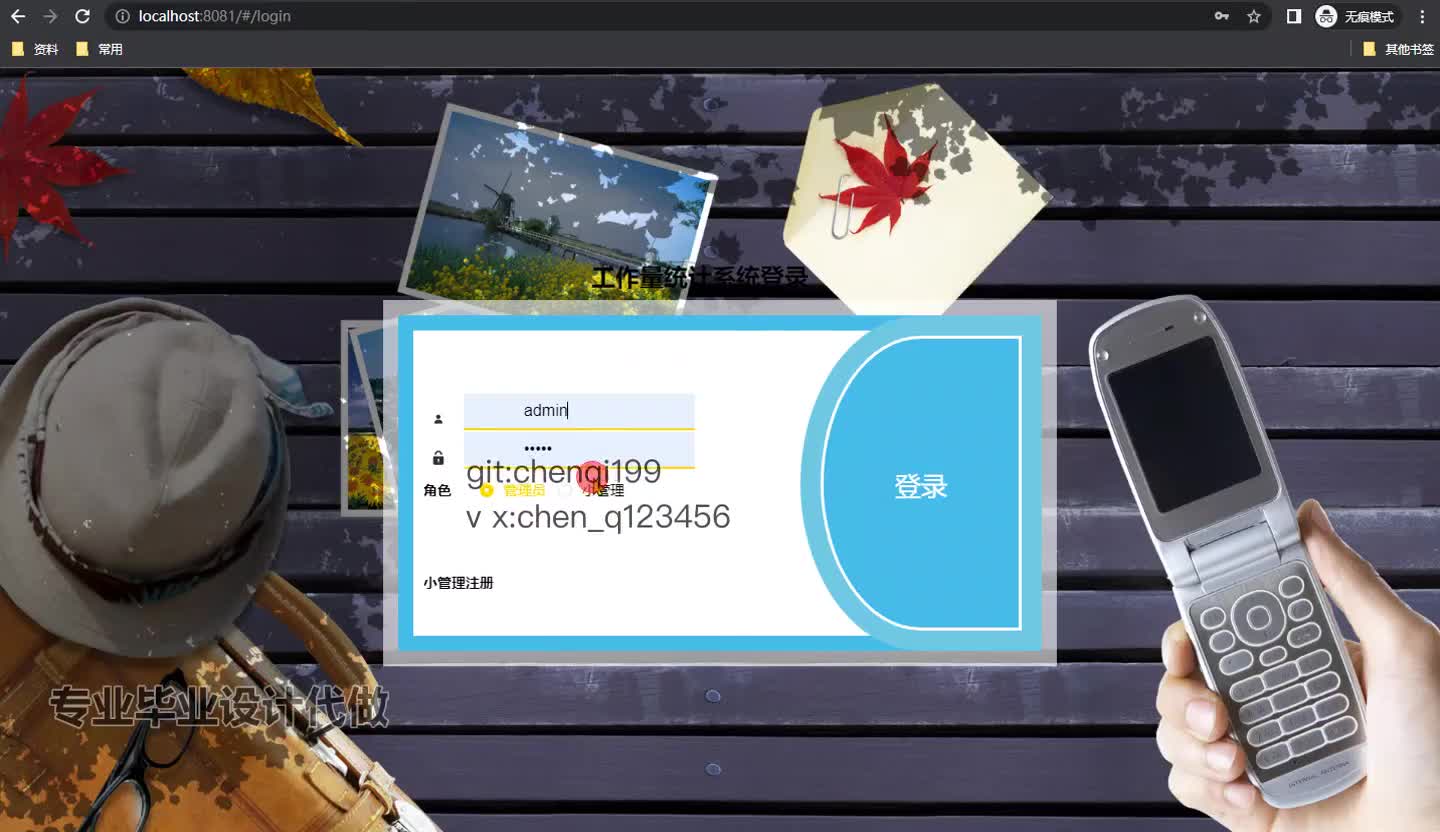 localhost:8081/#/login
无痕模式
资料
常用
其他书签
工作量统计系统登录
admin
•••••
git:chenqi199
角色 管理员 小管理
v x:chen_q123456
登录
小管理注册
专业毕业设计代做